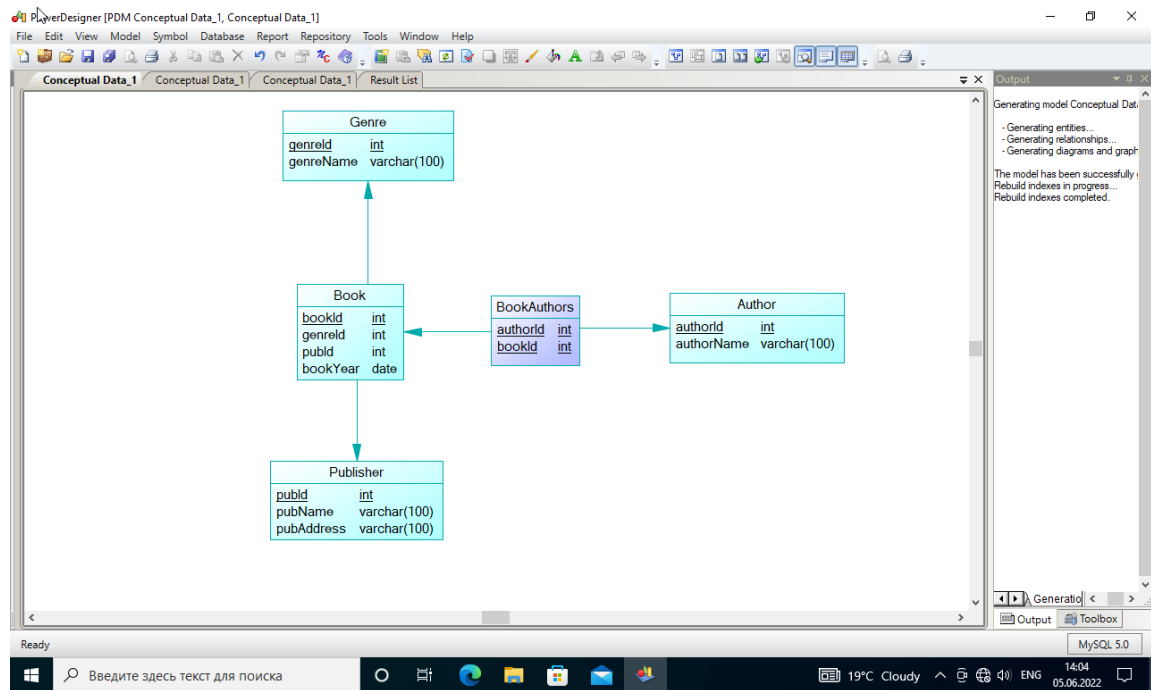 PowerDesigner [PDM Conceptual Data_1, Conceptual Data_1]
File Edit View Model Symbol Database Report Repository Tools Window Help
Conceptual Data_1 Conceptual Data_1 Conceptual Data_1 Result List
Output
Generating model Conceptual Dat
- Generating entities...
- Generating relationships...
- Generating diagrams and graph
The model has been successfully
Rebuild indexes in progress...
Rebuild indexes completed.
Genre
genreId int
genreName varchar(100)
Book
bookId int
genreId int
pubId int
bookYear date
BookAuthors
authorId int
bookId int
Author
authorId int
authorName varchar(100)
Publisher
pubId int
pubName varchar(100)
pubAddress varchar(100)
Generatio
Output Toolbox
Ready
MySQL 5.0
Введите здесь текст для поиска
19°C Cloudy
ENG
14:04
05.06.2022